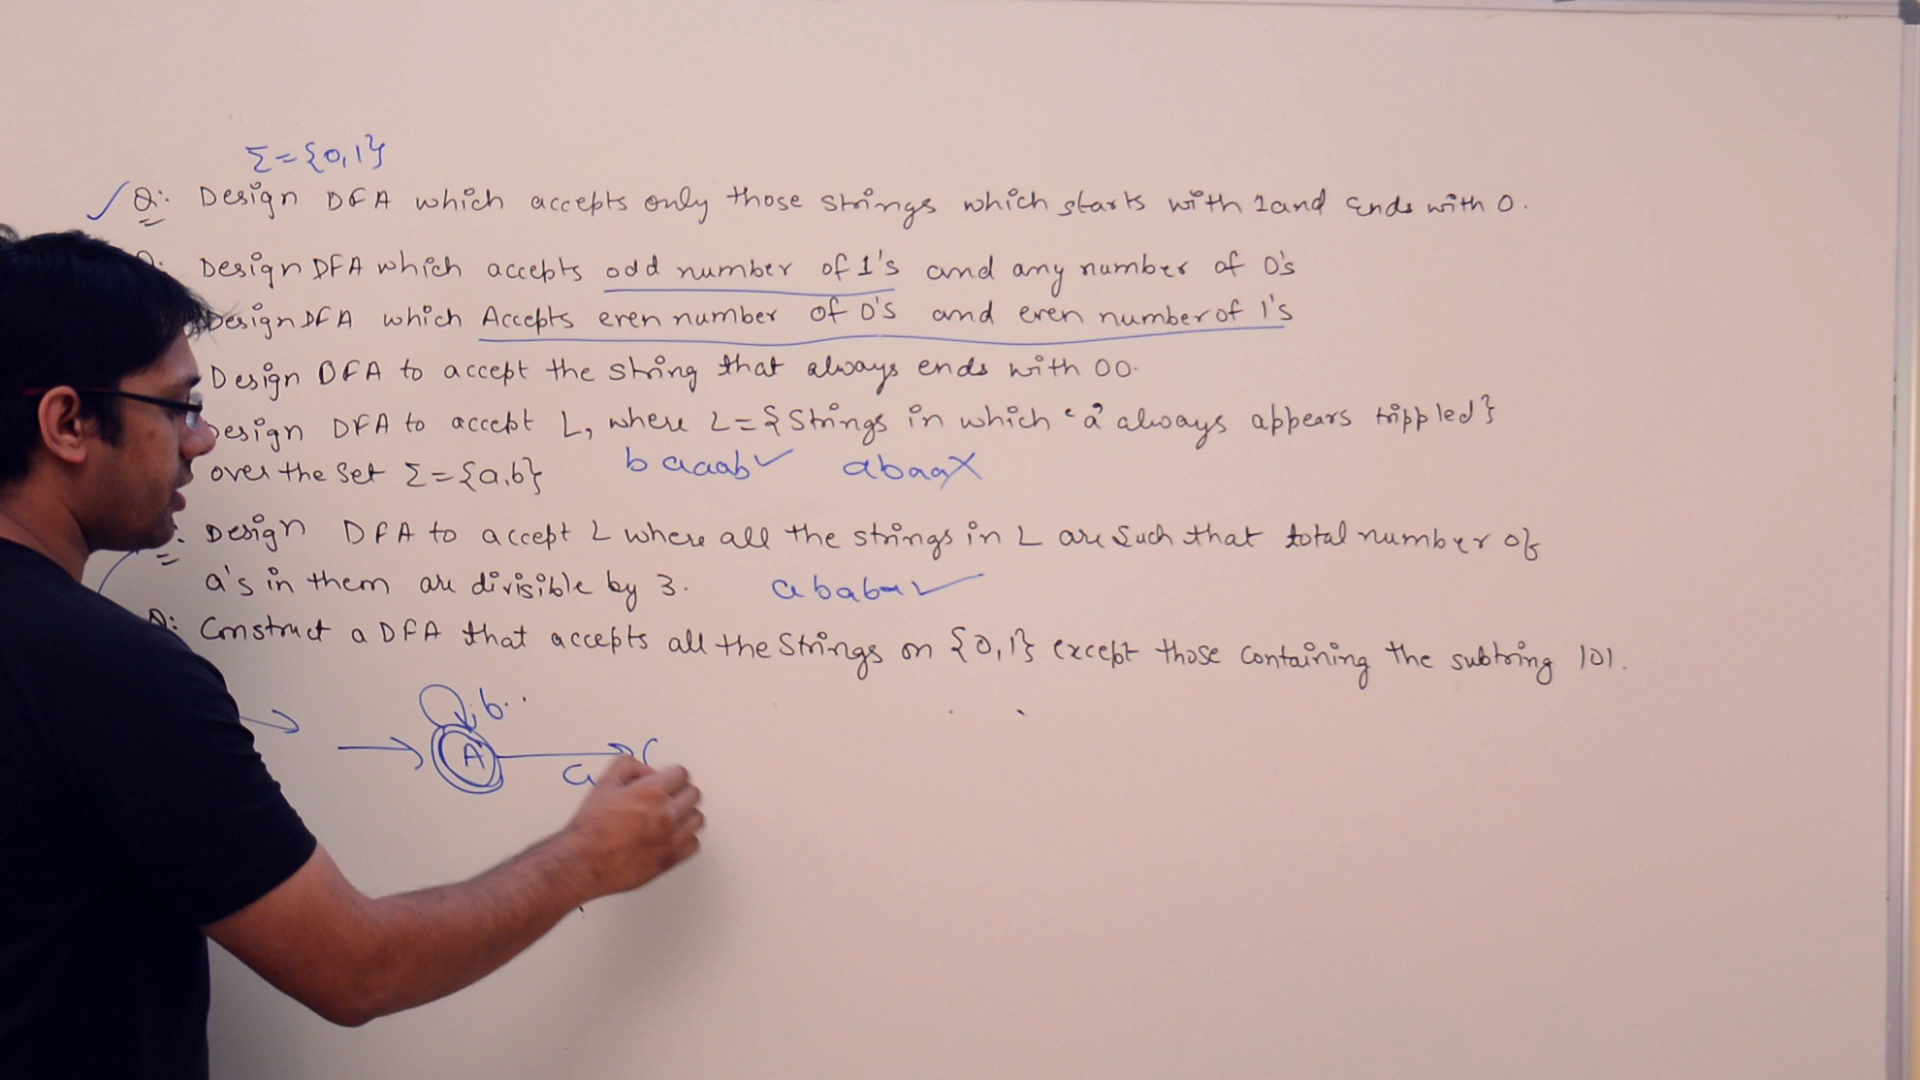 Σ={0,1}
Q: Design DFA which accepts only those strings which starts with 1 and Ends with 0.
Design DFA which accepts odd number of 1's and any number of 0's
Design DFA which Accepts even number of 0's and even number of 1's
Design DFA to accept the string that always ends with 00.
Design DFA to accept L, where L={Strings in which 'a' always appears trippled}
over the set Σ={a,b} baaab✓ abaaX
Design DFA to accept L where all the strings in L are such that total number of
a's in them are divisible by 3. ababa✓
Q: Construct a DFA that accepts all the Strings on {0,1} except those containing the substring 101.
b
A
a